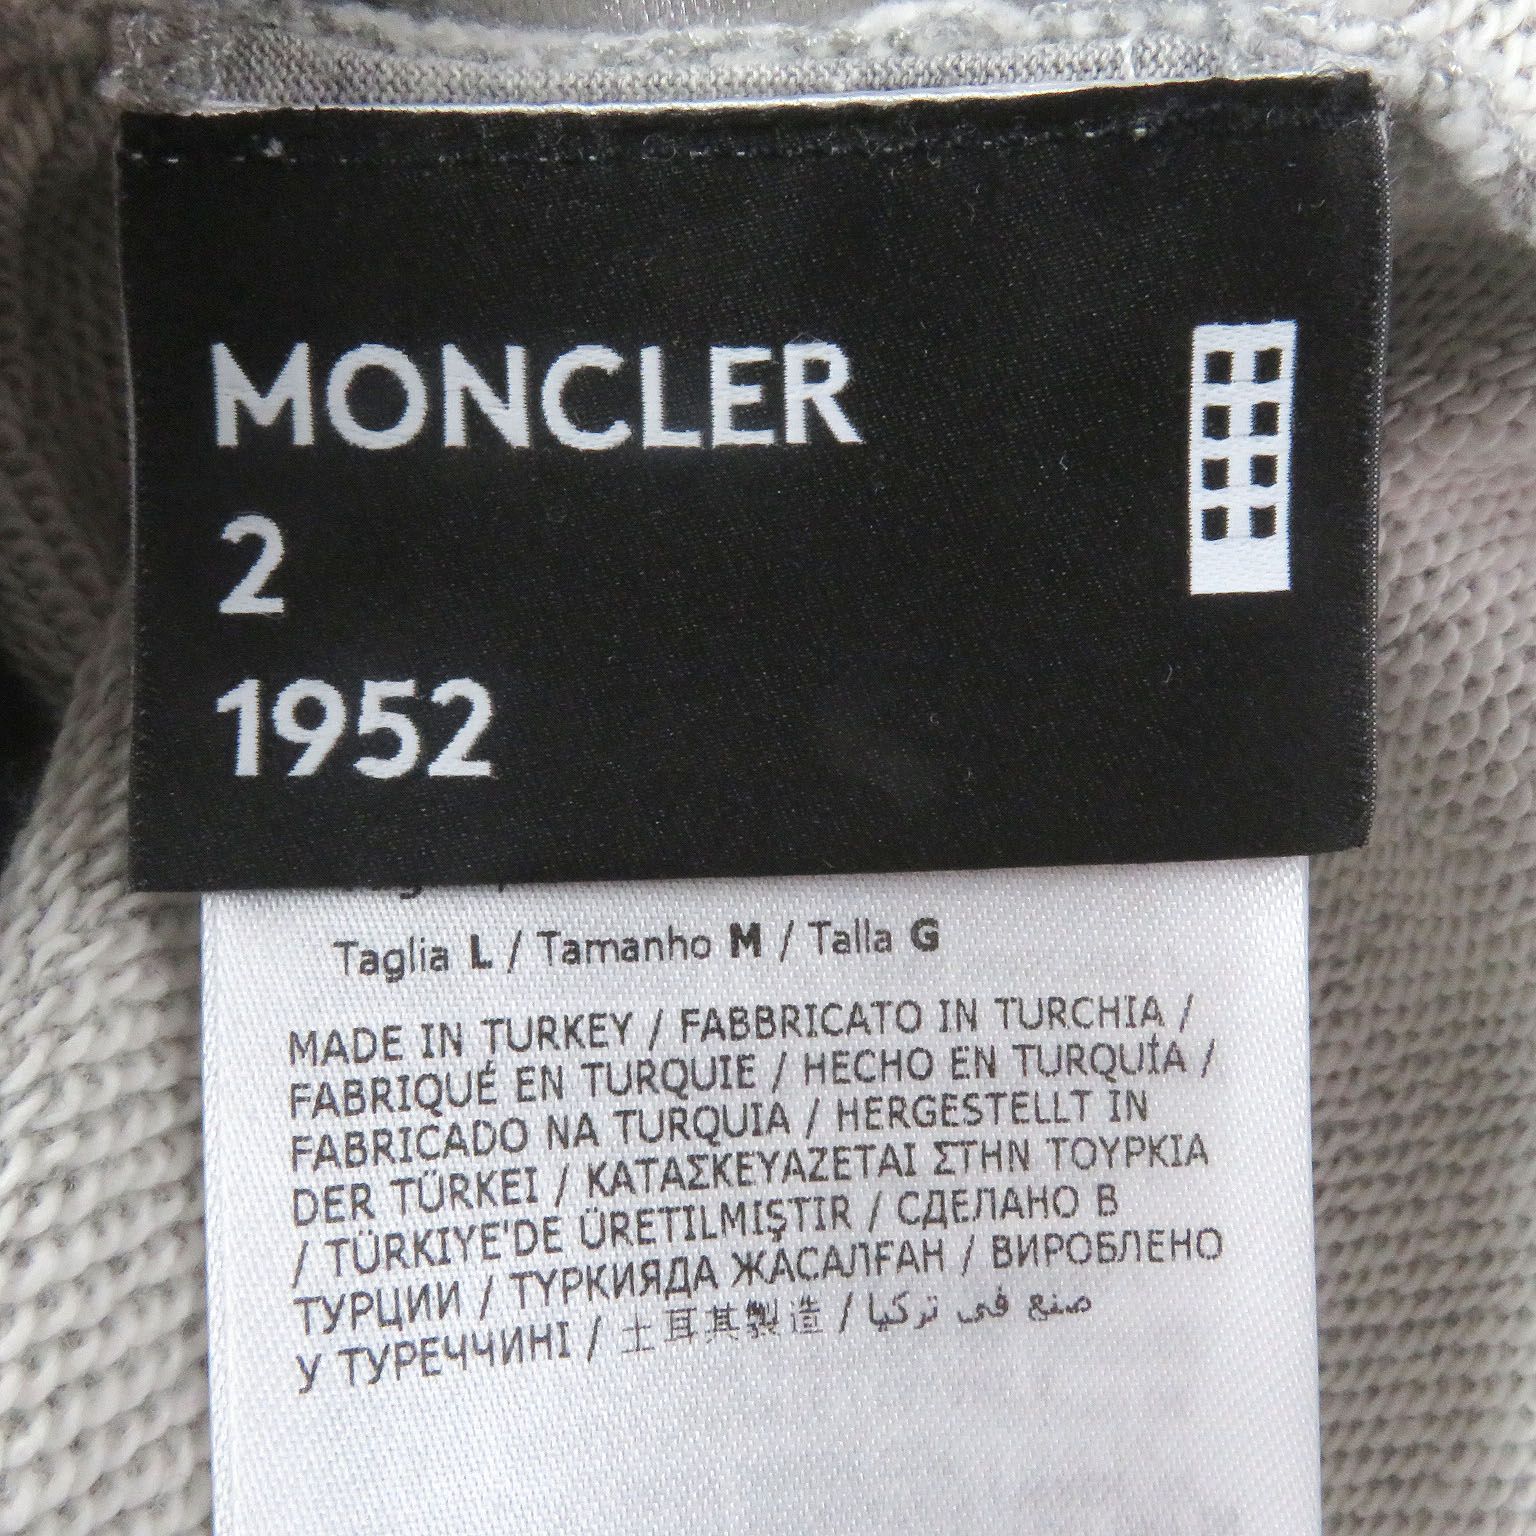 MONCLER
2
1952
Taglia L / Tamanho M / Talla G
MADE IN TURKEY / FABBRICATO IN TURCHIA /
FABRIQUÉ EN TURQUIE / HECHO EN TURQUÍA /
FABRICADO NA TURQUIA / HERGESTELLT IN
DER TÜRKEI / ΚΑΤΑΣΚΕΥΑΖΕΤΑΙ ΣΤΗΝ ΤΟΥΡΚΙΑ
/ TÜRKIYE'DE ÜRETILMIŞTIR / СДЕЛАНО В
ТУРЦИИ / ТУРКИЯДА ЖАСАЛҒАН / ВИРОБЛЕНО
У ТУРЕЧЧИНІ / 土耳其製造 / صنع في تركيا